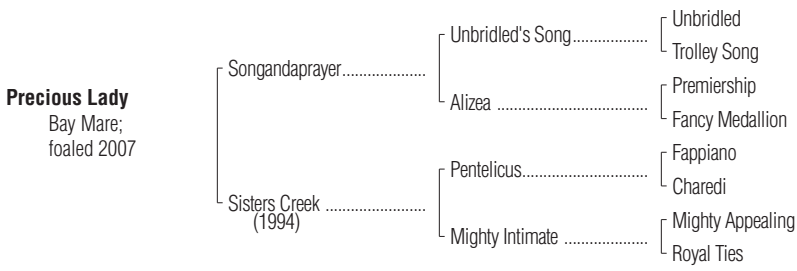 Precious Lady
Bay Mare;
foaled 2007
Songandaprayer....................
Sisters Creek ........................
(1994)
Unbridled's Song..................
Alizea ....................................
Pentelicus..............................
Mighty Intimate ....................
Unbridled
Trolley Song
Premiership
Fancy Medallion
Fappiano
Charedi
Mighty Appealing
Royal Ties